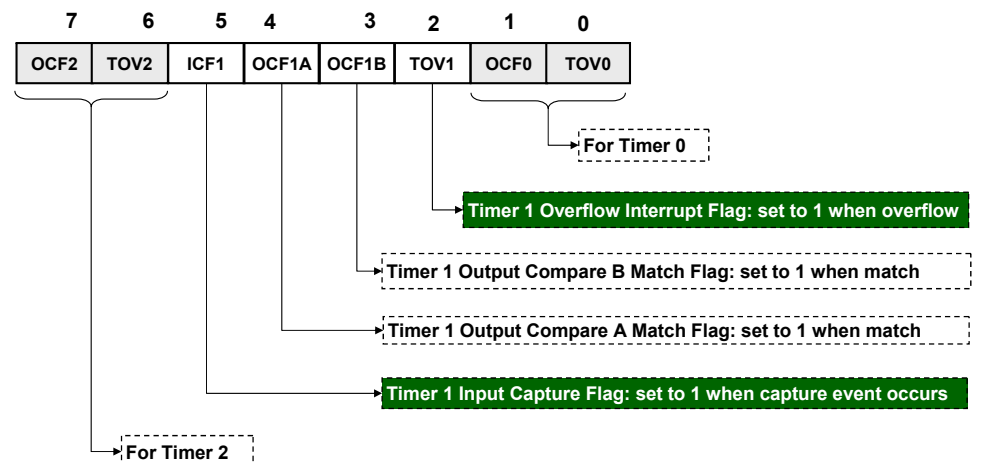 7 6 5 4 3 2 1 0
OCF2 TOV2 ICF1 OCF1A OCF1B TOV1 OCF0 TOV0
For Timer 0
Timer 1 Overflow Interrupt Flag: set to 1 when overflow
Timer 1 Output Compare B Match Flag: set to 1 when match
Timer 1 Output Compare A Match Flag: set to 1 when match
Timer 1 Input Capture Flag: set to 1 when capture event occurs
For Timer 2